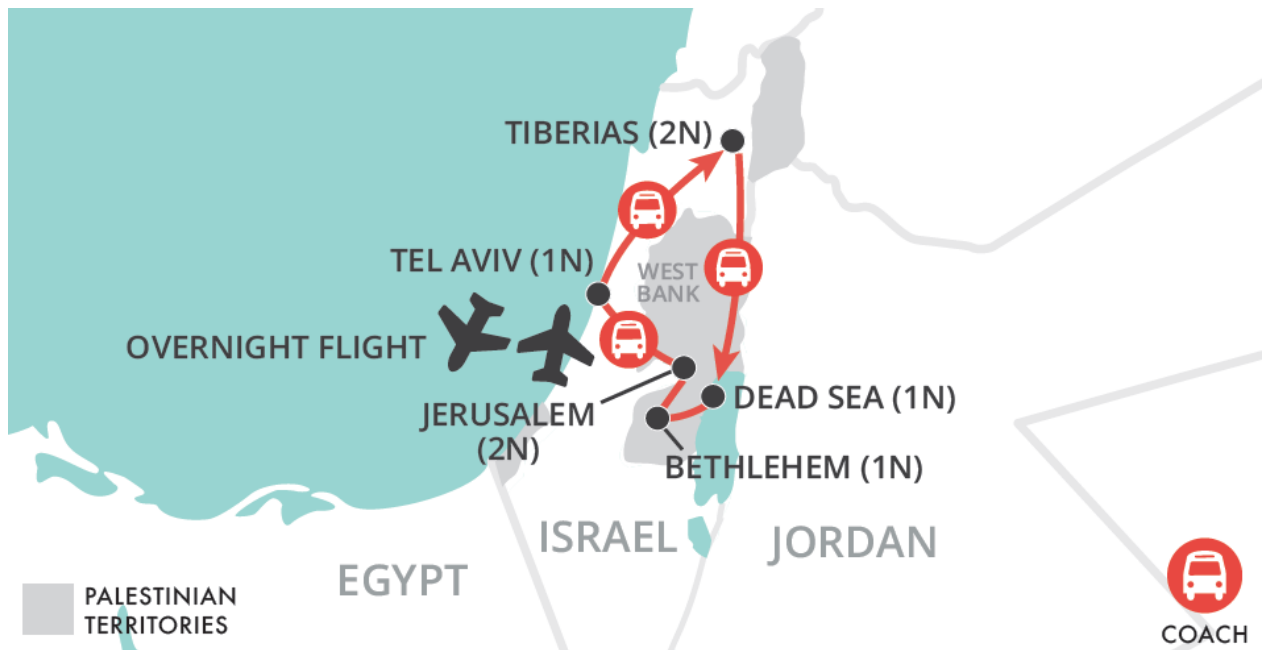 TIBERIAS (2N)
TEL AVIV (1N)
WEST
BANK
OVERNIGHT FLIGHT
JERUSALEM
(2N)
DEAD SEA (1N)
BETHLEHEM (1N)
ISRAEL
JORDAN
EGYPT
PALESTINIAN
TERRITORIES
COACH